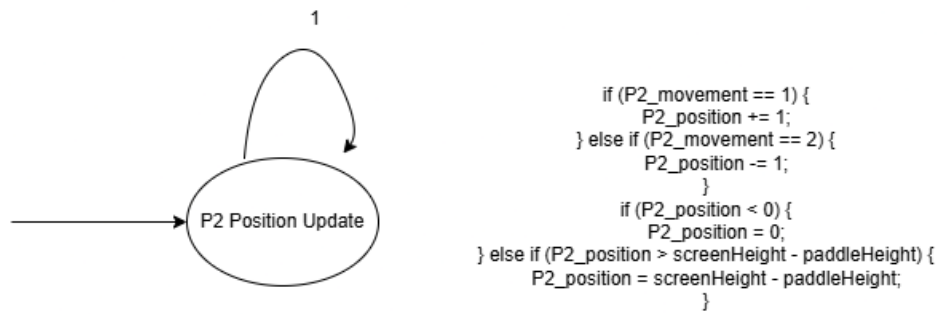 1
P2 Position Update
if (P2_movement == 1) {
P2_position += 1;
} else if (P2_movement == 2) {
P2_position -= 1;
}
if (P2_position < 0) {
P2_position = 0;
} else if (P2_position > screenHeight - paddleHeight) {
P2_position = screenHeight - paddleHeight;
}